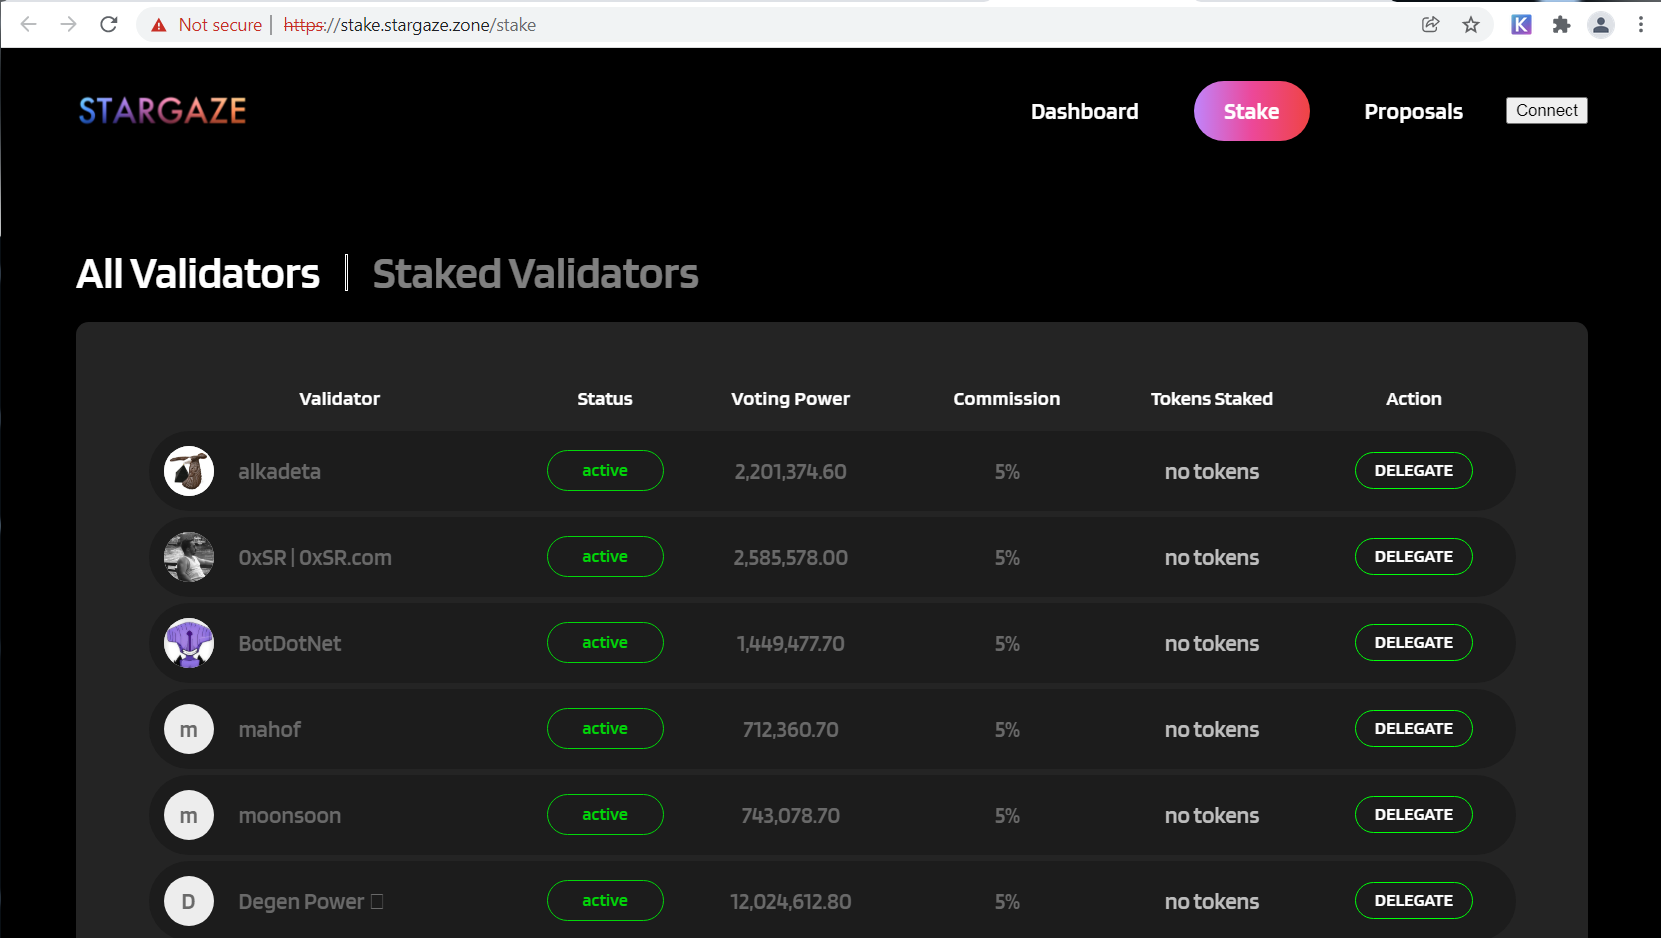 Not secure | https://stake.stargaze.zone/stake
K
STARGAZE
Dashboard Stake Proposals Connect
All Validators | Staked Validators
Validator Status Voting Power Commission Tokens Staked Action
alkadeta active 2,201,374.60 5% no tokens DELEGATE
0xSR | 0xSR.com active 2,585,578.00 5% no tokens DELEGATE
BotDotNet active 1,449,477.70 5% no tokens DELEGATE
m mahof active 712,360.70 5% no tokens DELEGATE
m moonsoon active 743,078.70 5% no tokens DELEGATE
D Degen Power active 12,024,612.80 5% no tokens DELEGATE